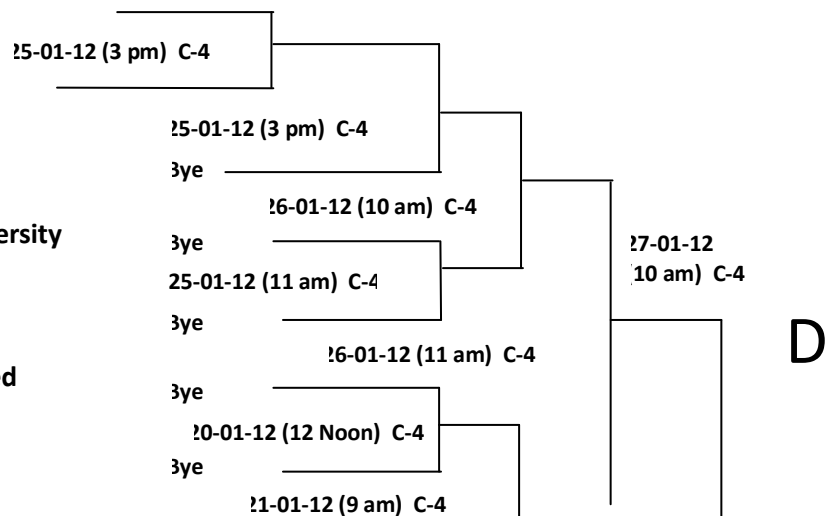 25-01-12 (3 pm) C-4
25-01-12 (3 pm) C-4
Bye
26-01-12 (10 am) C-4
ersity
Bye
27-01-12
(10 am) C-4
25-01-12 (11 am) C-4
Bye
D
26-01-12 (11 am) C-4
ed
Bye
20-01-12 (12 Noon) C-4
Bye
21-01-12 (9 am) C-4